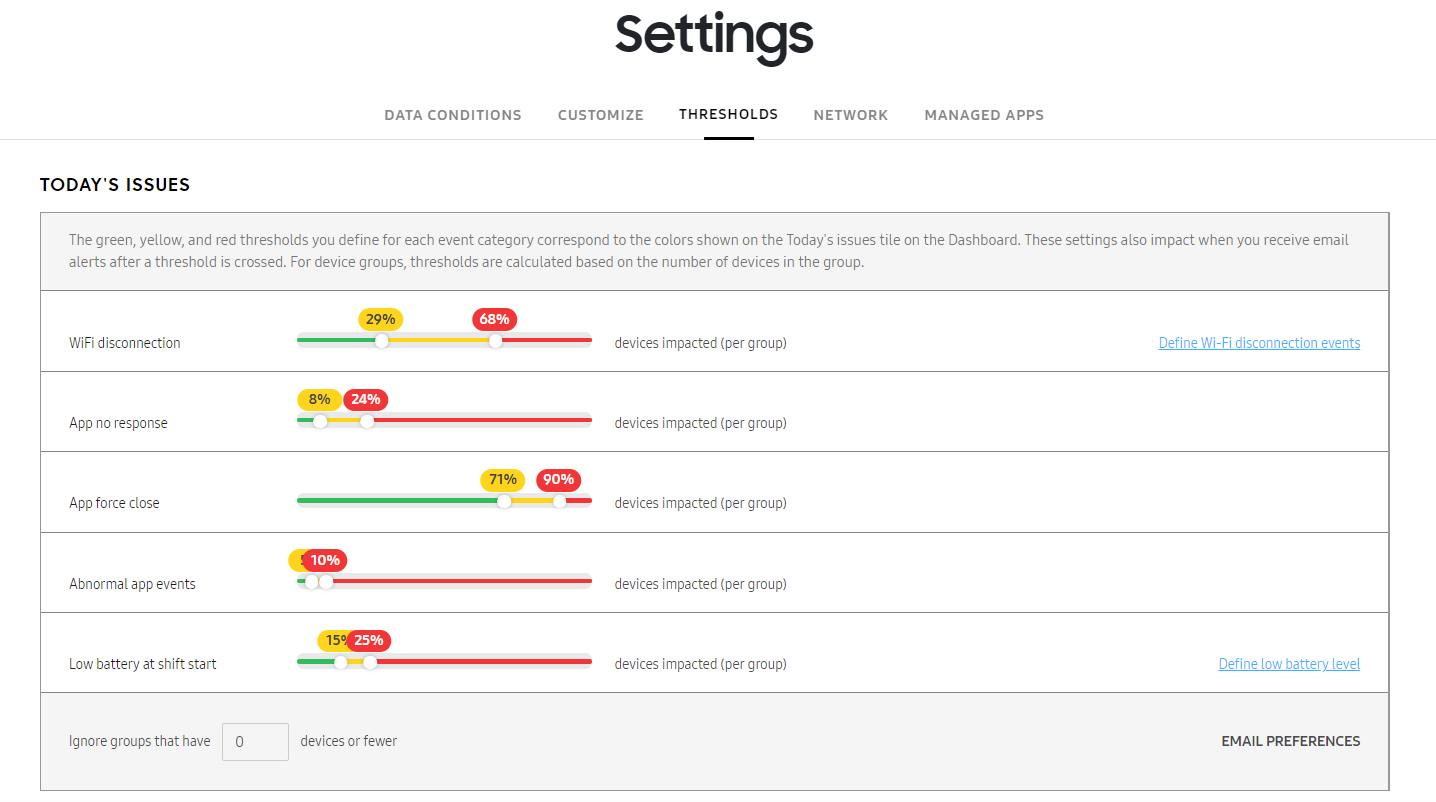 Settings
DATA CONDITIONS CUSTOMIZE THRESHOLDS NETWORK MANAGED APPS
TODAY'S ISSUES
The green, yellow, and red thresholds you define for each event category correspond to the colors shown on the Today's issues tile on the Dashboard. These settings also impact when you receive email
alerts after a threshold is crossed. For device groups, thresholds are calculated based on the number of devices in the group.
29% 68%
WiFi disconnection devices impacted (per group) Define Wi-Fi disconnection events
8% 24%
App no response devices impacted (per group)
71% 90%
App force close devices impacted (per group)
10%
Abnormal app events devices impacted (per group)
15% 25%
Low battery at shift start devices impacted (per group) Define low battery level
Ignore groups that have 0 devices or fewer EMAIL PREFERENCES